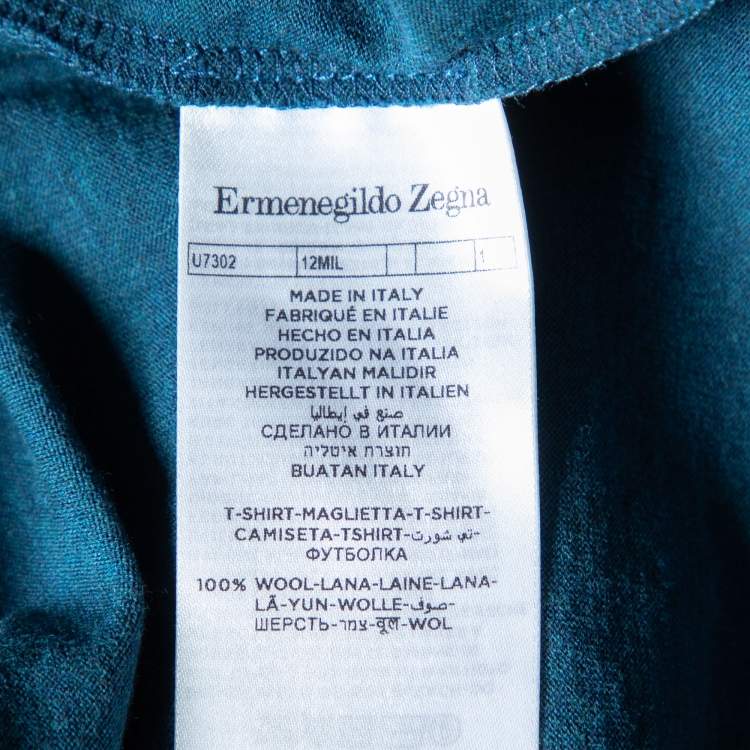 Ermenegildo Zegna
U7302 12MIL 1
MADE IN ITALY
FABRIQUÉ EN ITALIE
HECHO EN ITALIA
PRODUZIDO NA ITALIA
ITALYAN MALIDIR
HERGESTELLT IN ITALIEN
صنع في إيطاليا
СДЕЛАНО В ИТАЛИИ
תוצרת איטליה
BUATAN ITALY
T-SHIRT-MAGLIETTA-T-SHIRT-
CAMISETA-TSHIRT-تي شورت-
ФУТБОЛКА
100% WOOL-LANA-LAINE-LANA-
LÃ-YUN-WOLLE-صوف-
ШЕРСТЬ-צמר-वूल-WOL